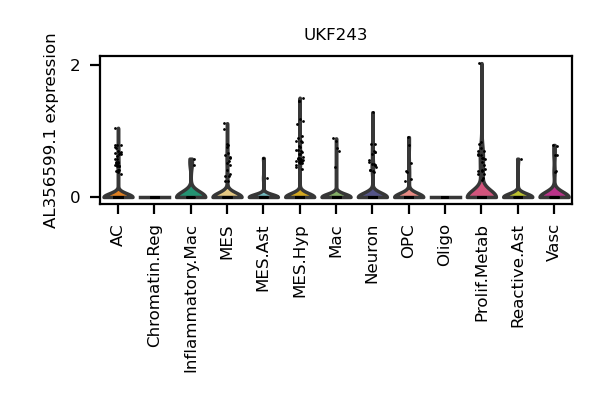 UKF243
AL356599.1 expression
2
0
AC
Chromatin.Reg
Inflammatory.Mac
MES
MES.Ast
MES.Hyp
Mac
Neuron
OPC
Oligo
Prolif.Metab
Reactive.Ast
Vasc